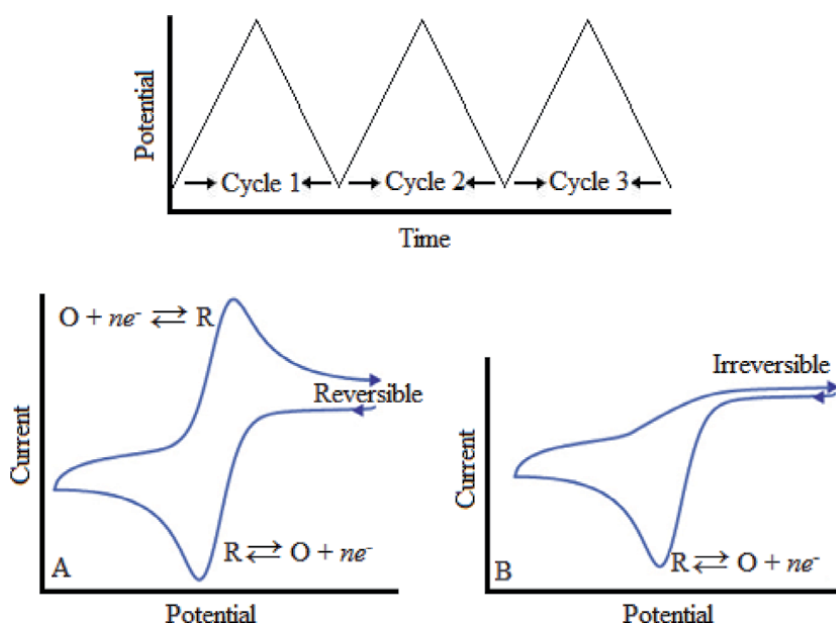 Potential
Cycle 1
Cycle 2
Cycle 3
Time
O + ne⁻ ⇄ R
Reversible
Current
R ⇄ O + ne⁻
A
Potential
Irreversible
Current
R ⇄ O + ne⁻
B
Potential